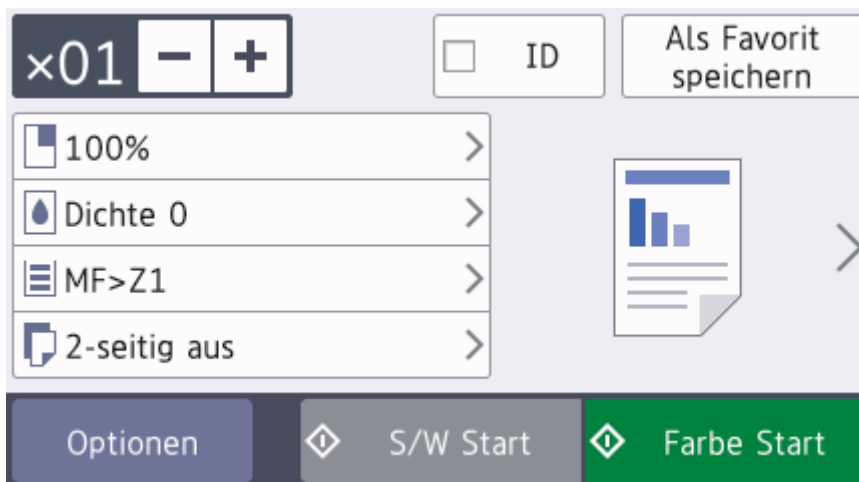 ×01 − +
ID
Als Favorit
speichern
100%
Dichte 0
MF>Z1
2-seitig aus
Optionen
S/W Start
Farbe Start